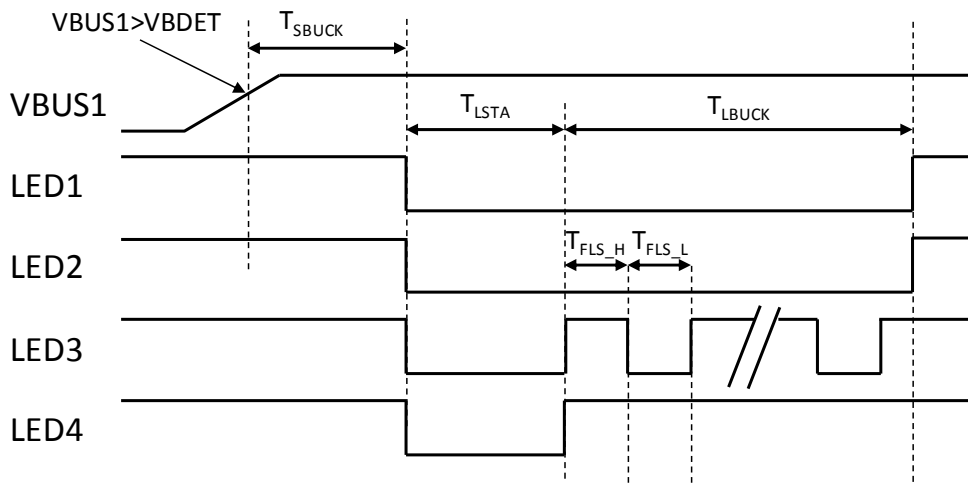 VBUS1>VBDET
TSBUCK
VBUS1
TLSTA
TLBUCK
LED1
LED2
TFLS_H
TFLS_L
LED3
LED4